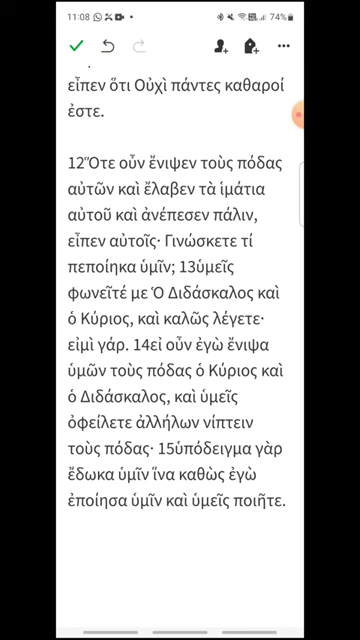 11:08
74%
εἶπεν ὅτι Οὐχὶ πάντες καθαροί
ἐστε.
12Ὅτε οὖν ἔνιψεν τοὺς πόδας
αὐτῶν καὶ ἔλαβεν τὰ ἱμάτια
αὐτοῦ καὶ ἀνέπεσεν πάλιν,
εἶπεν αὐτοῖς· Γινώσκετε τί
πεποίηκα ὑμῖν; 13ὑμεῖς
φωνεῖτέ με Ὁ Διδάσκαλος καὶ
ὁ Κύριος, καὶ καλῶς λέγετε·
εἰμὶ γάρ. 14εἰ οὖν ἐγὼ ἔνιψα
ὑμῶν τοὺς πόδας ὁ Κύριος καὶ
ὁ Διδάσκαλος, καὶ ὑμεῖς
ὀφείλετε ἀλλήλων νίπτειν
τοὺς πόδας· 15ὑπόδειγμα γὰρ
ἔδωκα ὑμῖν ἵνα καθὼς ἐγὼ
ἐποίησα ὑμῖν καὶ ὑμεῖς ποιῆτε.